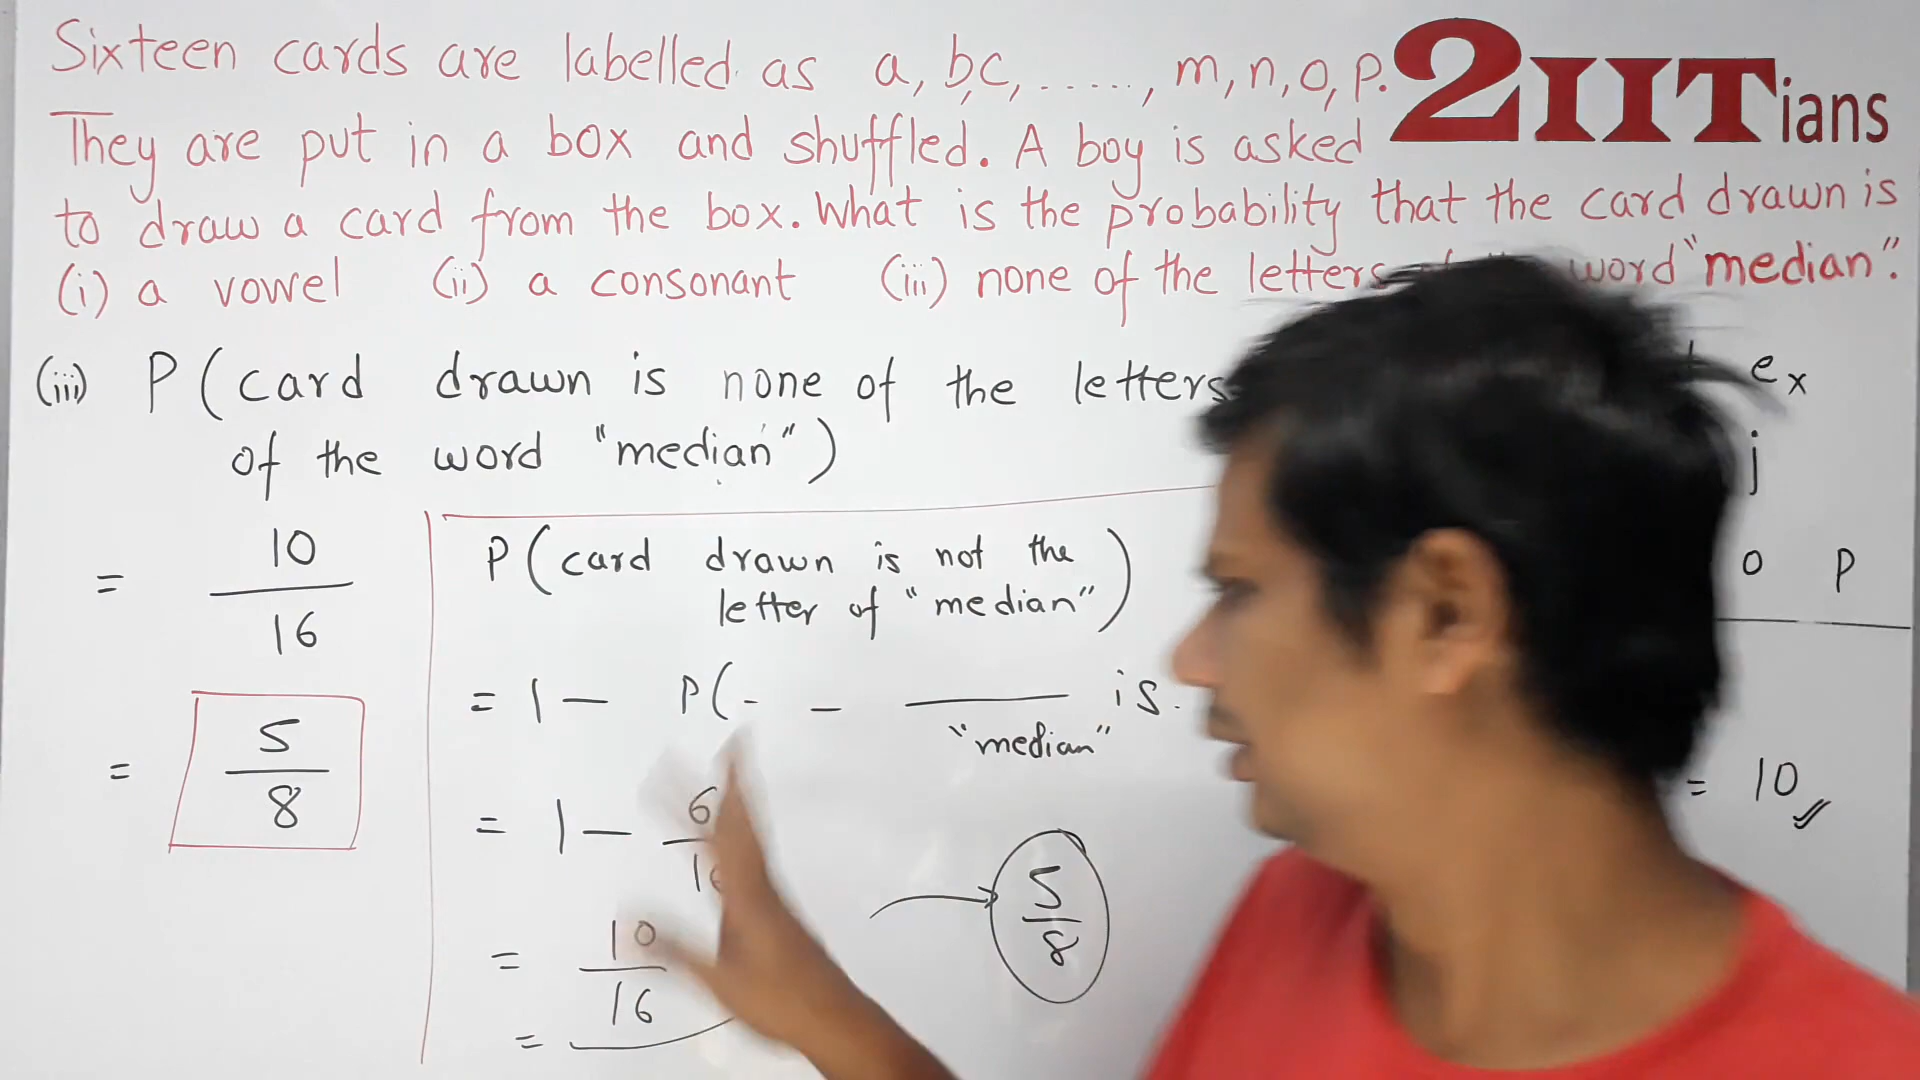 Sixteen cards are labelled as a, b, c, ....., m, n, o, p.
2IITians
They are put in a box and shuffled. A boy is asked
to draw a card from the box. What is the probability that the card drawn is
(i) a vowel (ii) a consonant (iii) none of the letters word "median".
(iii) P(card drawn is none of the letters
of the word "median")
= 10/16
= 5/8
P(card drawn is not the
letter of "median")
= 1 - P(- - — is.
"median"
= 1 - 6/16
= 10/16
=
5/8
e x
j
o p
= 10